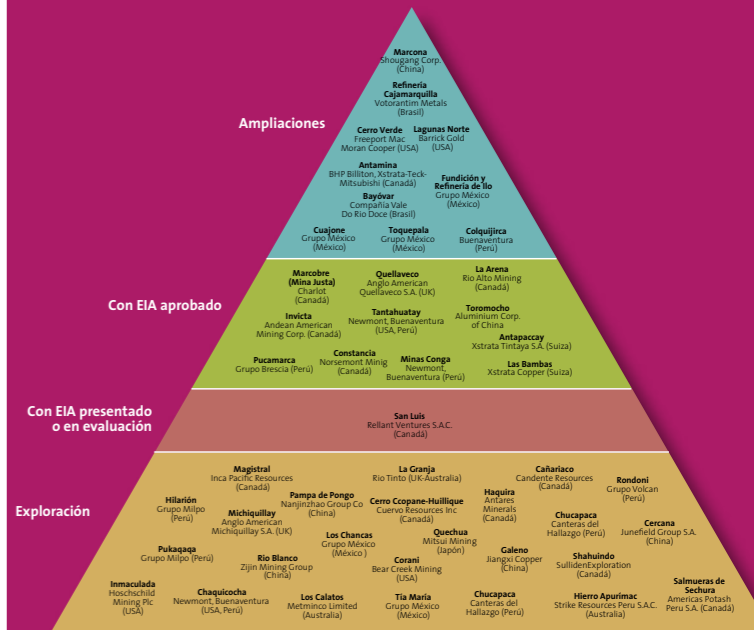 Marcona
Shougang Corp.
(China)
Refinería
Cajamarquilla
Votorantim Metals
(Brasil)
Ampliaciones
Cerro Verde
Freeport Mac
Moran Cooper (USA)
Lagunas Norte
Barrick Gold
(USA)
Antamina
BHP Billiton, Xstrata-Teck-
Mitsubishi (Canadá)
Fundición y
Refinería de Ilo
Grupo México
(México)
Bayóvar
Compañía Vale
Do Rio Doce (Brasil)
Cuajone
Grupo México
(México)
Toquepala
Grupo México
(México)
Colquijirca
Buenaventura
(Perú)
Con EIA aprobado
Marcobre
(Mina Justa)
Charlot
(Canadá)
Quellaveco
Anglo American
Quellaveco S.A. (UK)
La Arena
Rio Alto Mining
(Canadá)
Invicta
Andean American
Mining Corp. (Canadá)
Tantahuatay
Newmont, Buenaventura
(USA, Perú)
Toromocho
Aluminium Corp.
of China
Antapaccay
Xstrata Tintaya S.A. (Suiza)
Pucamarca
Grupo Brescia (Perú)
Constancia
Norsemont Minig
(Canadá)
Minas Conga
Newmont,
Buenaventura (Perú)
Las Bambas
Xstrata Copper (Suiza)
Con EIA presentado
o en evaluación
San Luis
Rellant Ventures S.A.C.
(Canadá)
Exploración
Magistral
Inca Pacific Resources
(Canadá)
La Granja
Rio Tinto (UK-Australia)
Cañariaco
Candente Resources
(Canadá)
Rondoni
Grupo Volcan
(Perú)
Hilarión
Grupo Milpo
(Perú)
Pampa de Pongo
Nanjinzhao Group Co
(China)
Cerro Ccopane-Huillique
Cuervo Resources Inc
(Canadá)
Haquira
Antares
Minerals
(Canadá)
Michiquillay
Anglo American
Michiquillay S.A. (UK)
Chucapaca
Canteras del
Hallazgo (Perú)
Cercana
Junefield Group S.A.
(China)
Los Chancas
Grupo México
(México )
Quechua
Mitsui Mining
(Japón)
Pukaqaqa
Grupo Milpo (Perú)
Rio Blanco
Zijin Mining Group
(China)
Corani
Bear Creek Mining
(USA)
Galeno
Jiangxi Copper
(China)
Shahuindo
SullidenExploration
(Canadá)
Inmaculada
Hoschschild
Mining Plc
(USA)
Chaquicocha
Newmont, Buenaventura
(USA, Perú)
Los Calatos
Metminco Limited
(Australia)
Tía María
Grupo México
(México)
Chucapaca
Canteras del
Hallazgo (Perú)
Hierro Apurimac
Strike Resources Peru S.A.C.
(Australia)
Salmueras de
Sechura
Americas Potash
Peru S.A. (Canadá)